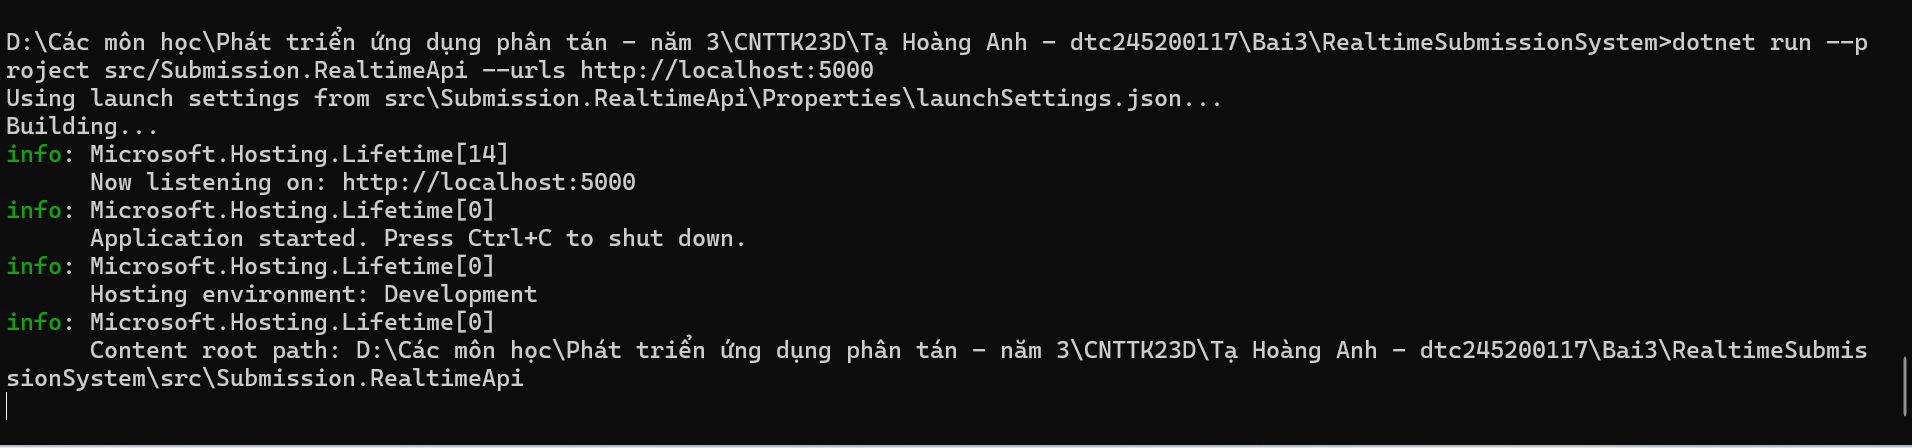 D:\Các môn học\Phát triển ứng dụng phân tán - năm 3\CNTTK23D\Tạ Hoàng Anh - dtc245200117\Bai3\RealtimeSubmissionSystem>dotnet run --p
roject src/Submission.RealtimeApi --urls http://localhost:5000
Using launch settings from src\Submission.RealtimeApi\Properties\launchSettings.json...
Building...
info: Microsoft.Hosting.Lifetime[14]
      Now listening on: http://localhost:5000
info: Microsoft.Hosting.Lifetime[0]
      Application started. Press Ctrl+C to shut down.
info: Microsoft.Hosting.Lifetime[0]
      Hosting environment: Development
info: Microsoft.Hosting.Lifetime[0]
      Content root path: D:\Các môn học\Phát triển ứng dụng phân tán - năm 3\CNTTK23D\Tạ Hoàng Anh - dtc245200117\Bai3\RealtimeSubmis
sionSystem\src\Submission.RealtimeApi